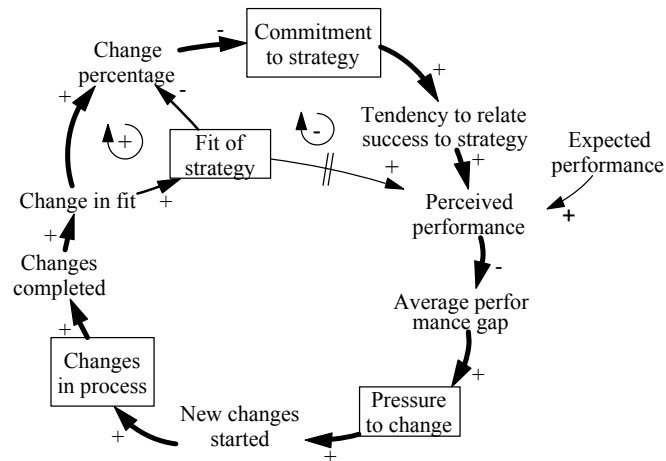 -
Commitment
to strategy
Change
percentage
+
-
+
+
-
Tendency to relate
success to strategy
Fit of
strategy
Expected
performance
+
+
Change in fit
+
Perceived
performance
+
+
Changes
completed
-
Average perfor
mance gap
+
Changes
in process
+
Pressure
to change
New changes
started
+
+